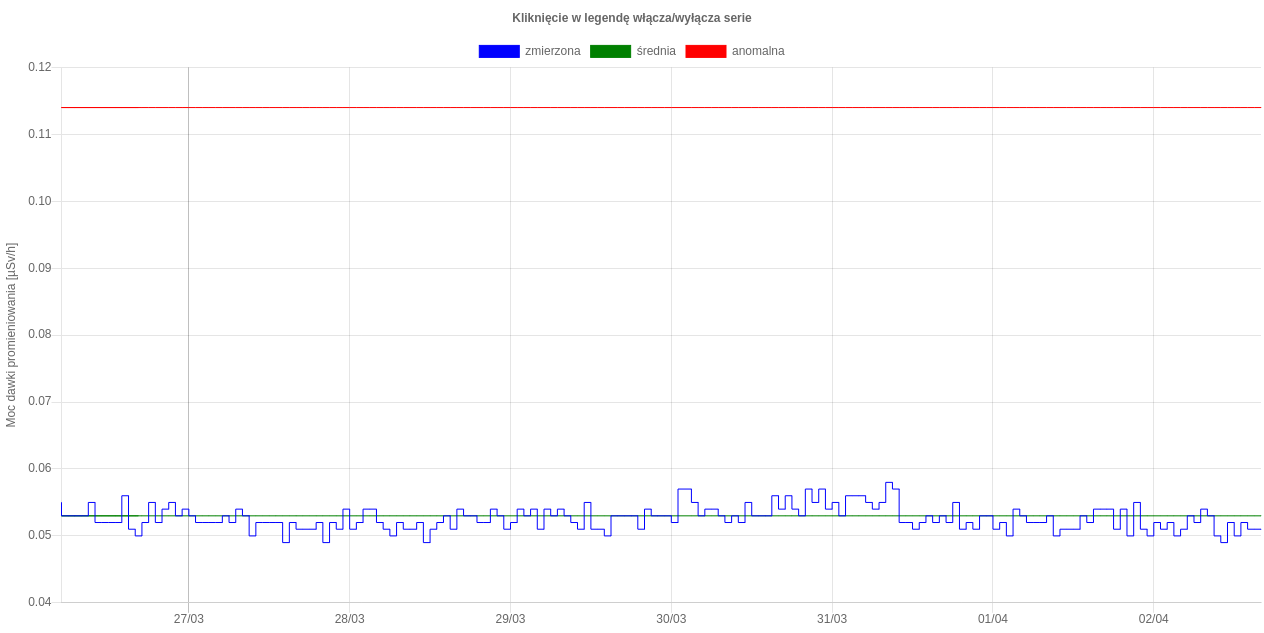 Kliknięcie w legendę włącza/wyłącza serie
zmierzona średnia anomalna
Moc dawki promieniowania [µSv/h]
0.12
0.11
0.10
0.09
0.08
0.07
0.06
0.05
0.04
27/03 28/03 29/03 30/03 31/03 01/04 02/04